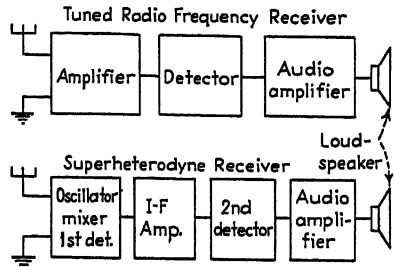 Tuned Radio Frequency Receiver
Amplifier
Detector
Audio
amplifier
Loud-
speaker
Superheterodyne Receiver
Oscillator
mixer
1st det.
I-F
Amp.
2nd
detector
Audio
ampli-
fier